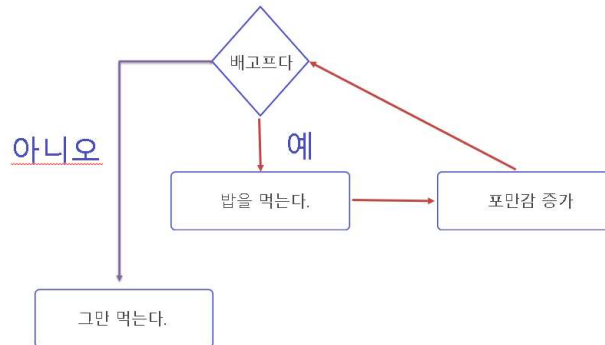 배고프다
아니오
예
밥을 먹는다.
포만감 증가
그만 먹는다.